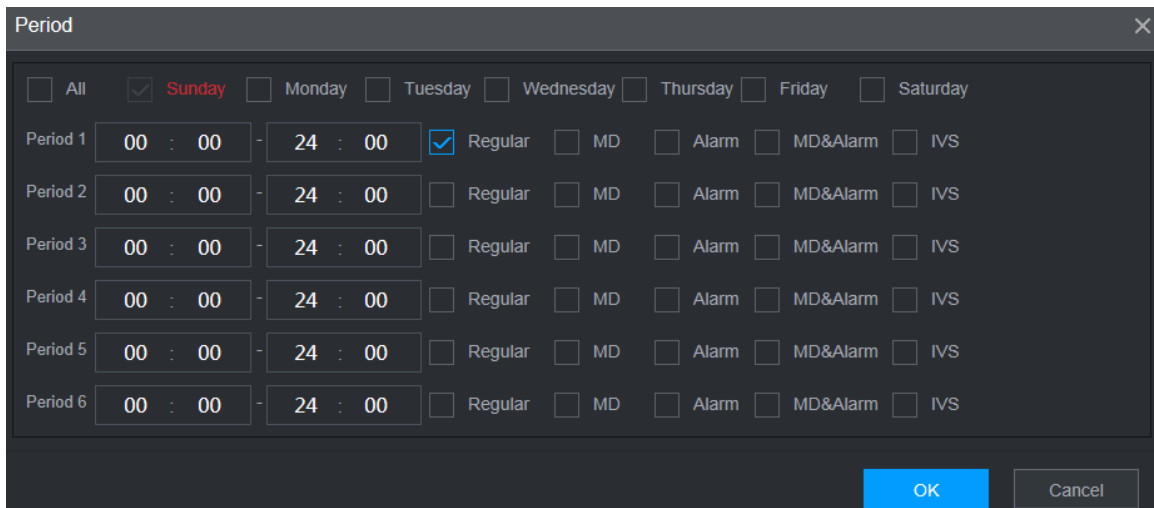 Period
All Sunday Monday Tuesday Wednesday Thursday Friday Saturday
Period 1 00 : 00 - 24 : 00 Regular MD Alarm MD&Alarm IVS
Period 2 00 : 00 - 24 : 00 Regular MD Alarm MD&Alarm IVS
Period 3 00 : 00 - 24 : 00 Regular MD Alarm MD&Alarm IVS
Period 4 00 : 00 - 24 : 00 Regular MD Alarm MD&Alarm IVS
Period 5 00 : 00 - 24 : 00 Regular MD Alarm MD&Alarm IVS
Period 6 00 : 00 - 24 : 00 Regular MD Alarm MD&Alarm IVS
OK Cancel